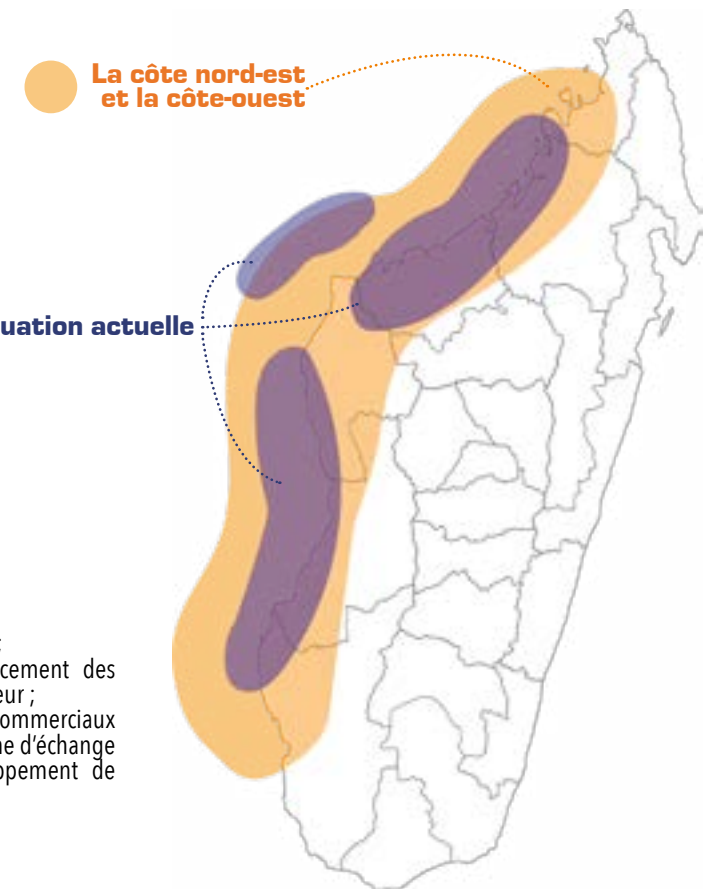 La côte nord-est
et la côte-ouest
uation actuelle
:
cement des
eur ;
ommerciaux
ne d'échange
ppement de